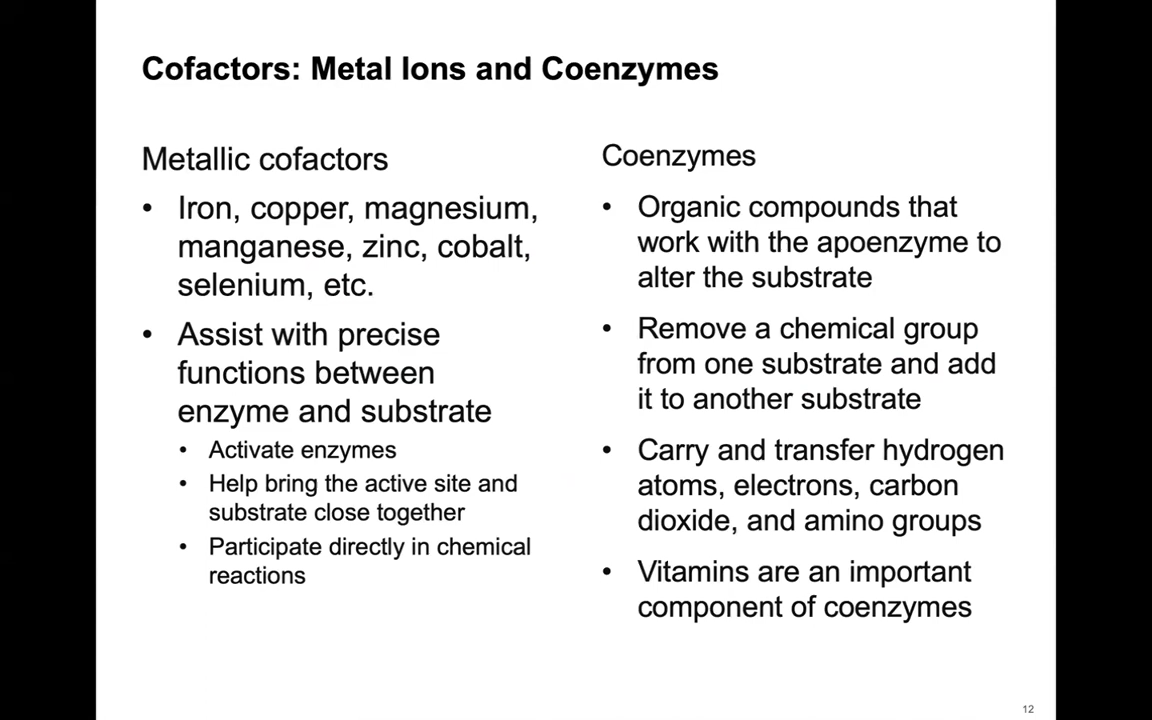 Cofactors: Metal Ions and Coenzymes
Metallic cofactors
• Iron, copper, magnesium,
manganese, zinc, cobalt,
selenium, etc.
• Assist with precise
functions between
enzyme and substrate
• Activate enzymes
• Help bring the active site and
substrate close together
• Participate directly in chemical
reactions
Coenzymes
• Organic compounds that
work with the apoenzyme to
alter the substrate
• Remove a chemical group
from one substrate and add
it to another substrate
• Carry and transfer hydrogen
atoms, electrons, carbon
dioxide, and amino groups
• Vitamins are an important
component of coenzymes
12